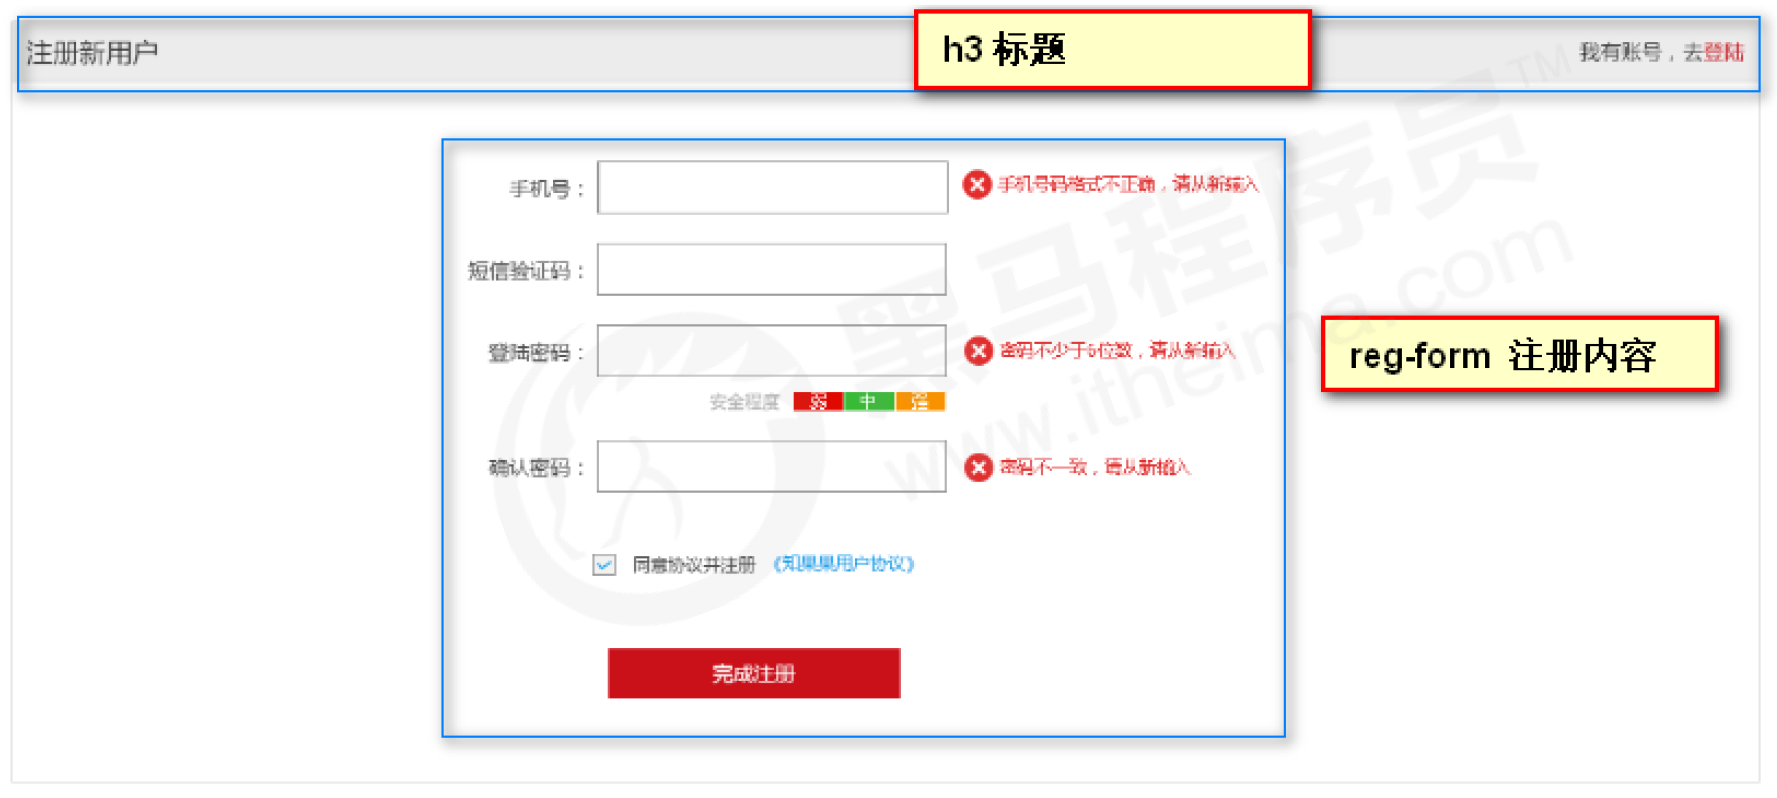 注册新用户
h3 标题
我有账号，去登陆
手机号：
手机号码格式不正确，请从新输入
短信验证码：
登陆密码：
密码不少于6位数，请从新输入
安全程度 弱 中 强
reg-form 注册内容
确认密码：
密码不一致，请从新输入
同意协议并注册 《知果果用户协议》
完成注册
黑马程序员™
www.itheima.com